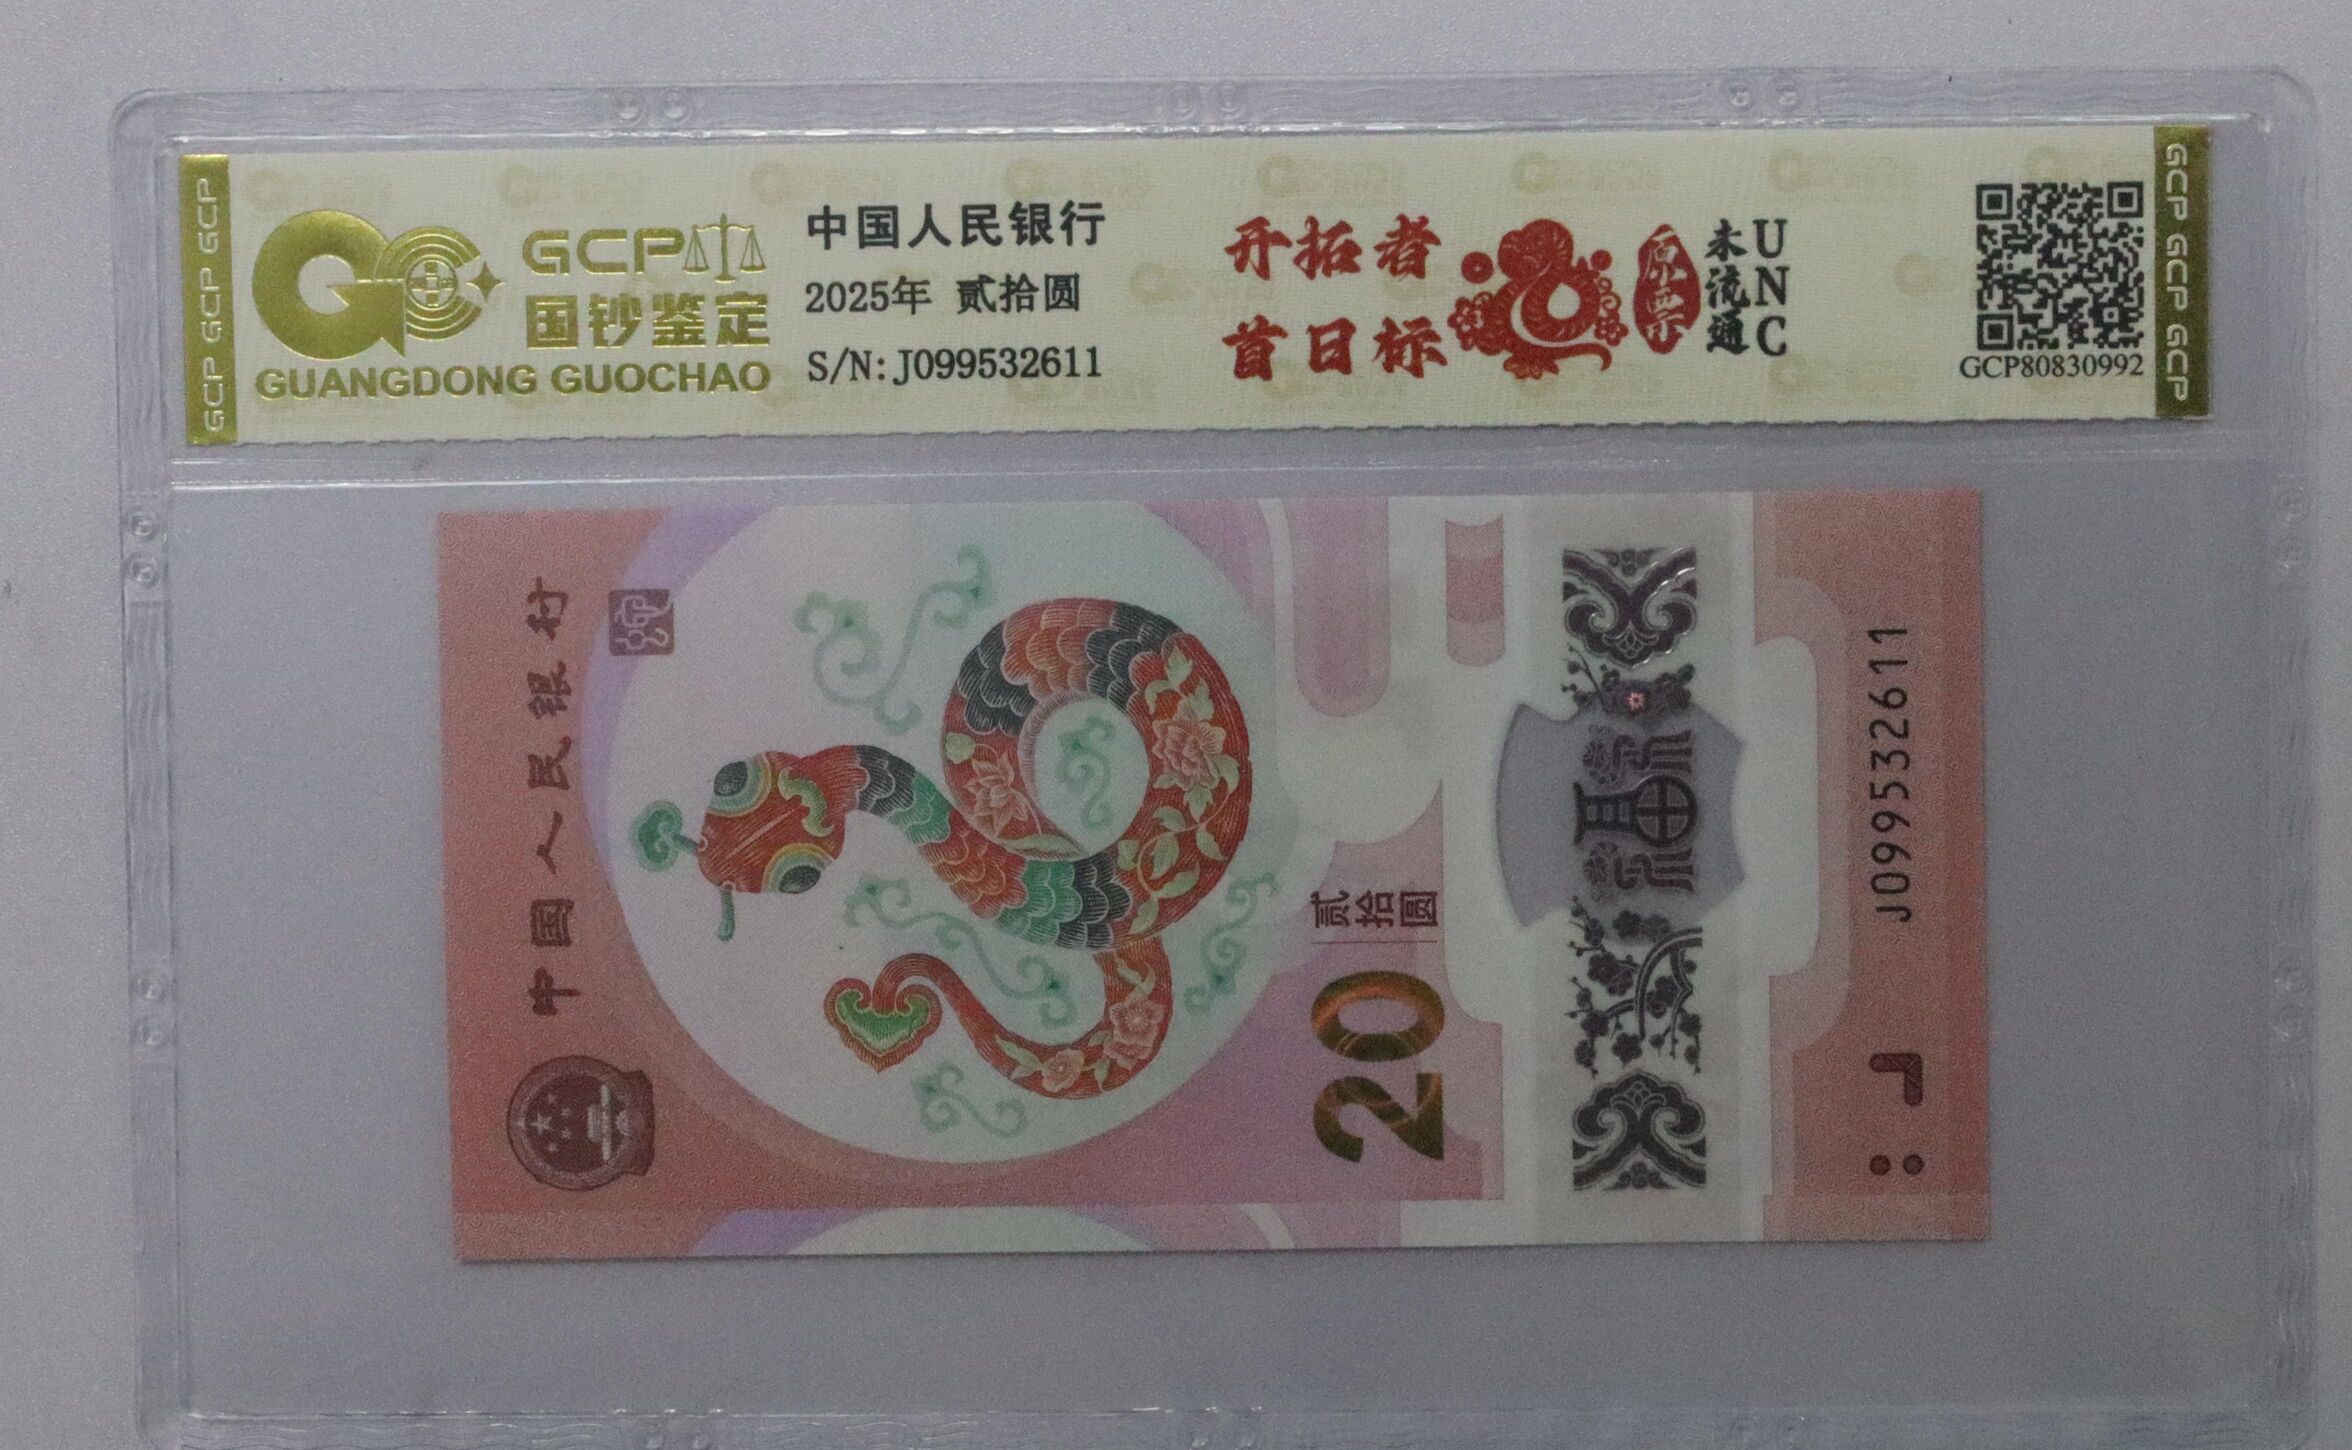 GCP GCP GCP
GCP
国钞鉴定
GUANGDONG GUOCHAO
中国人民银行
2025年 贰拾圆
S/N:J099532611
开拓者
首日标
原票
未流通
UNC
GCP80830992
GCP GCP GCP
中国人民银行
20
贰拾圆
福
J099532611